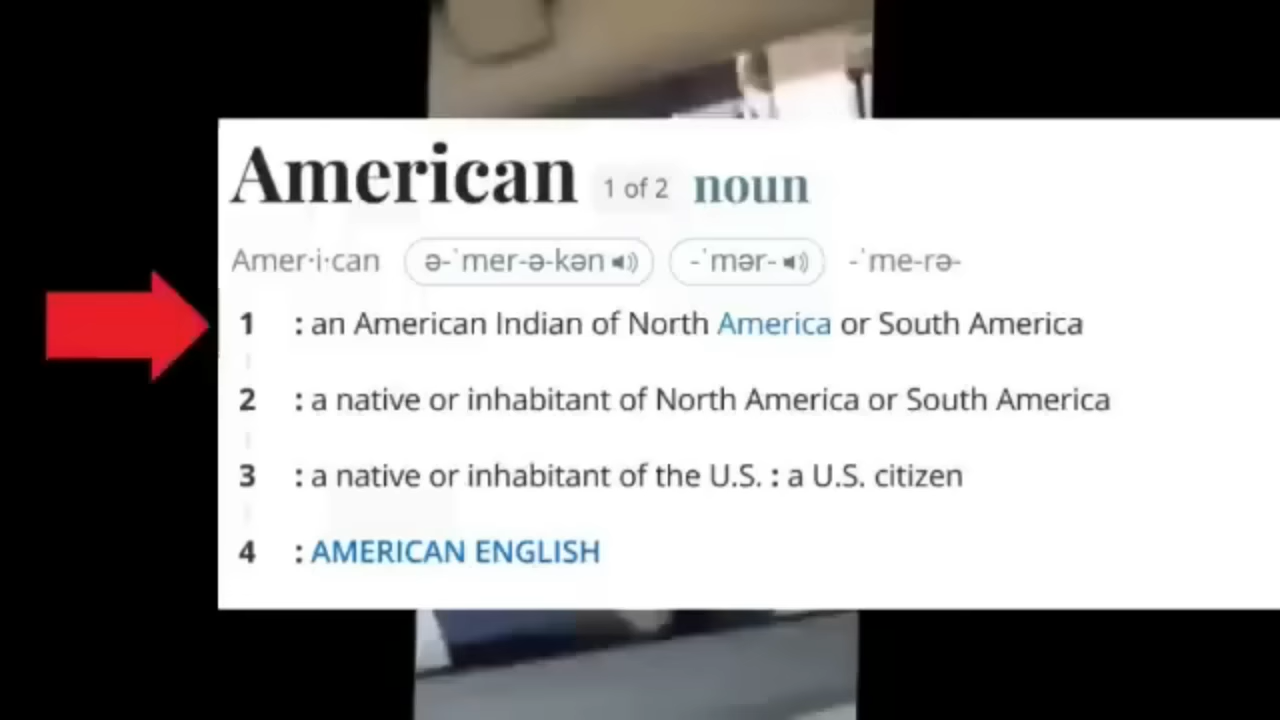 American 1 of 2 noun
Amer·i·can ə-ˈmer-ə-kən -ˈmər- -ˈme-rə-
1 : an American Indian of North America or South America
2 : a native or inhabitant of North America or South America
3 : a native or inhabitant of the U.S. : a U.S. citizen
4 : AMERICAN ENGLISH